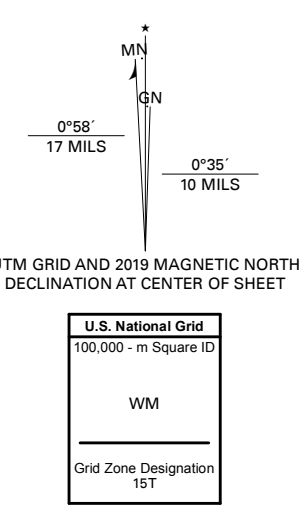 ★
MN
GN
0°58´
17 MILS
0°35´
10 MILS
UTM GRID AND 2019 MAGNETIC NORTH
DECLINATION AT CENTER OF SHEET
U.S. National Grid
100,000 - m Square ID
WM
Grid Zone Designation
15T